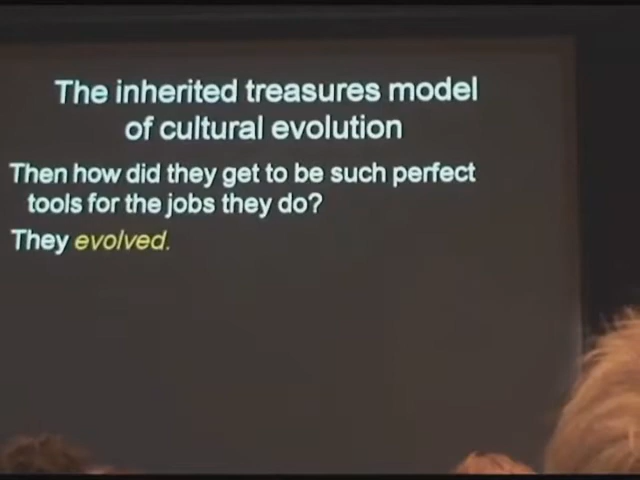 The inherited treasures model
of cultural evolution
Then how did they get to be such perfect
tools for the jobs they do?
They evolved.